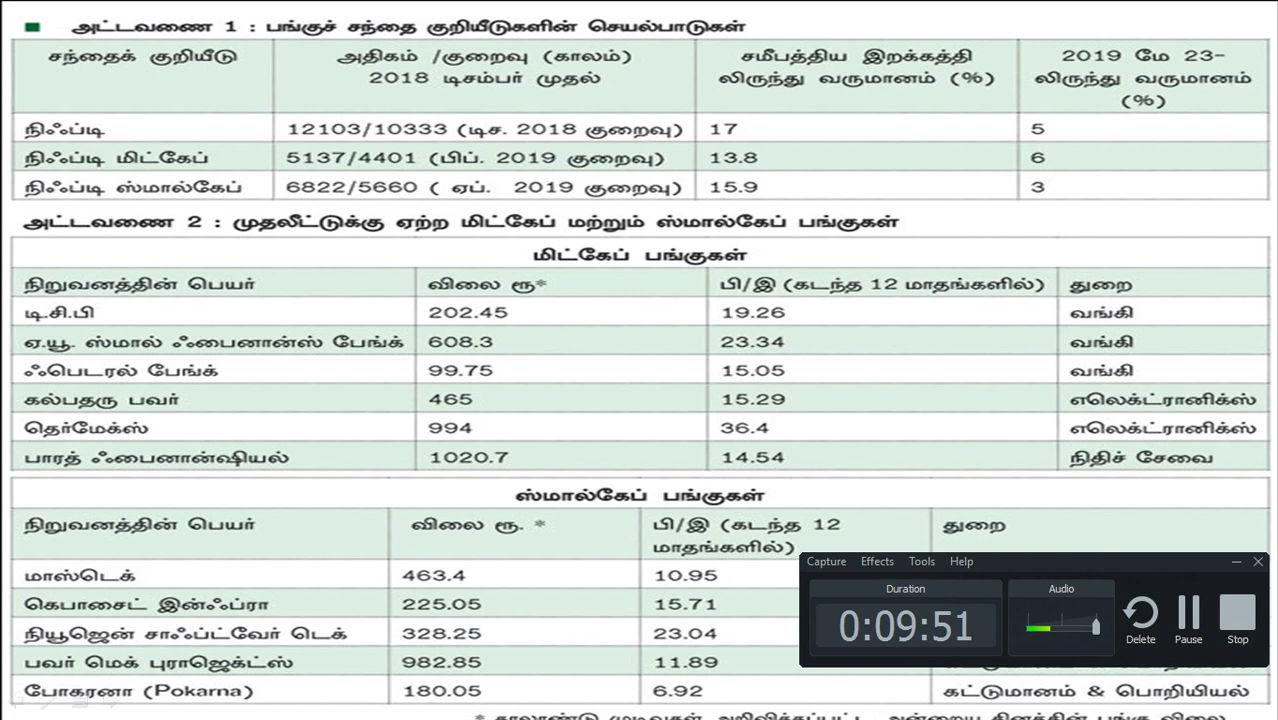 அட்டவணை 1 : பங்குச் சந்தை குறியீடுகளின் செயல்பாடுகள்
சந்தைக் குறியீடு அதிகம் /குறைவு (காலம்) 2018 டிசம்பர் முதல் சமீபத்திய இறக்கத்தி லிருந்து வருமானம் (%) 2019 மே 23- லிருந்து வருமானம் (%)
நிஃப்டி 12103/10333 (டிச. 2018 குறைவு) 17 5
நிஃப்டி மிட்கேப் 5137/4401 (பிப். 2019 குறைவு) 13.8 6
நிஃப்டி ஸ்மால்கேப் 6822/5660 ( ஏப். 2019 குறைவு) 15.9 3
அட்டவணை 2 : முதலீட்டுக்கு ஏற்ற மிட்கேப் மற்றும் ஸ்மால்கேப் பங்குகள்
மிட்கேப் பங்குகள்
நிறுவனத்தின் பெயர் விலை ரூ* பி/இ (கடந்த 12 மாதங்களில்) துறை
டி.சி.பி 202.45 19.26 வங்கி
ஏ.யூ. ஸ்மால் ஃபைனான்ஸ் பேங்க் 608.3 23.34 வங்கி
ஃபெடரல் பேங்க் 99.75 15.05 வங்கி
கல்பதரு பவர் 465 15.29 எலெக்ட்ரானிக்ஸ்
தெர்மேக்ஸ் 994 36.4 எலெக்ட்ரானிக்ஸ்
பாரத் ஃபைனான்ஷியல் 1020.7 14.54 நிதிச் சேவை
ஸ்மால்கேப் பங்குகள்
நிறுவனத்தின் பெயர் விலை ரூ. * பி/இ (கடந்த 12 மாதங்களில்) துறை
மாஸ்டெக் 463.4 10.95
கெபாசைட் இன்ஃப்ரா 225.05 15.71
நியூஜென் சாஃப்ட்வேர் டெக் 328.25 23.04
பவர் மெக் புராஜெக்ட்ஸ் 982.85 11.89
போகரனா (Pokarna) 180.05 6.92 கட்டுமானம் & பொறியியல்
Capture Effects Tools Help
Duration
0:09:51
Audio
Delete Pause Stop